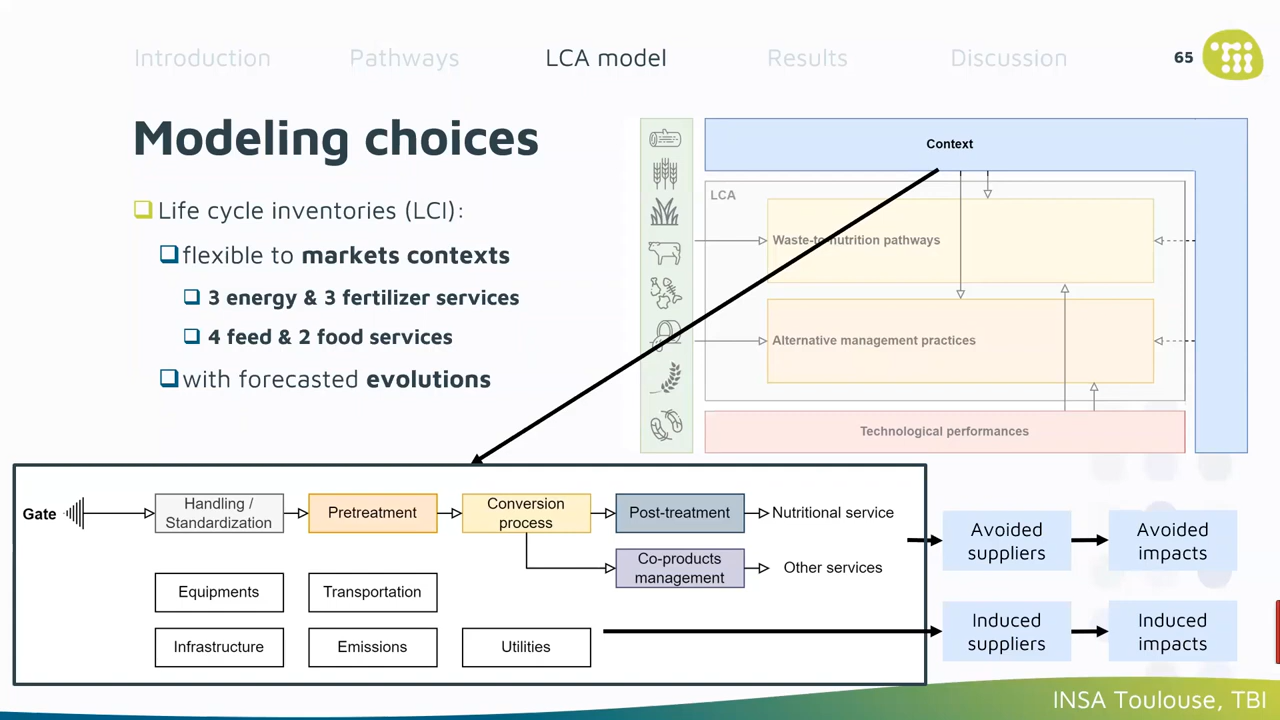 Introduction
Pathways
LCA model
Results
Discussion
65
Modeling choices
Life cycle inventories (LCI):
flexible to markets contexts
3 energy & 3 fertilizer services
4 feed & 2 food services
with forecasted evolutions
Context
LCA
Waste-to-nutrition pathways
Alternative management practices
Technological performances
Gate
Handling /
Standardization
Pretreatment
Conversion
process
Post-treatment
Nutritional service
Co-products
management
Other services
Equipments
Transportation
Infrastructure
Emissions
Utilities
Avoided
suppliers
Avoided
impacts
Induced
suppliers
Induced
impacts
INSA Toulouse, TBI